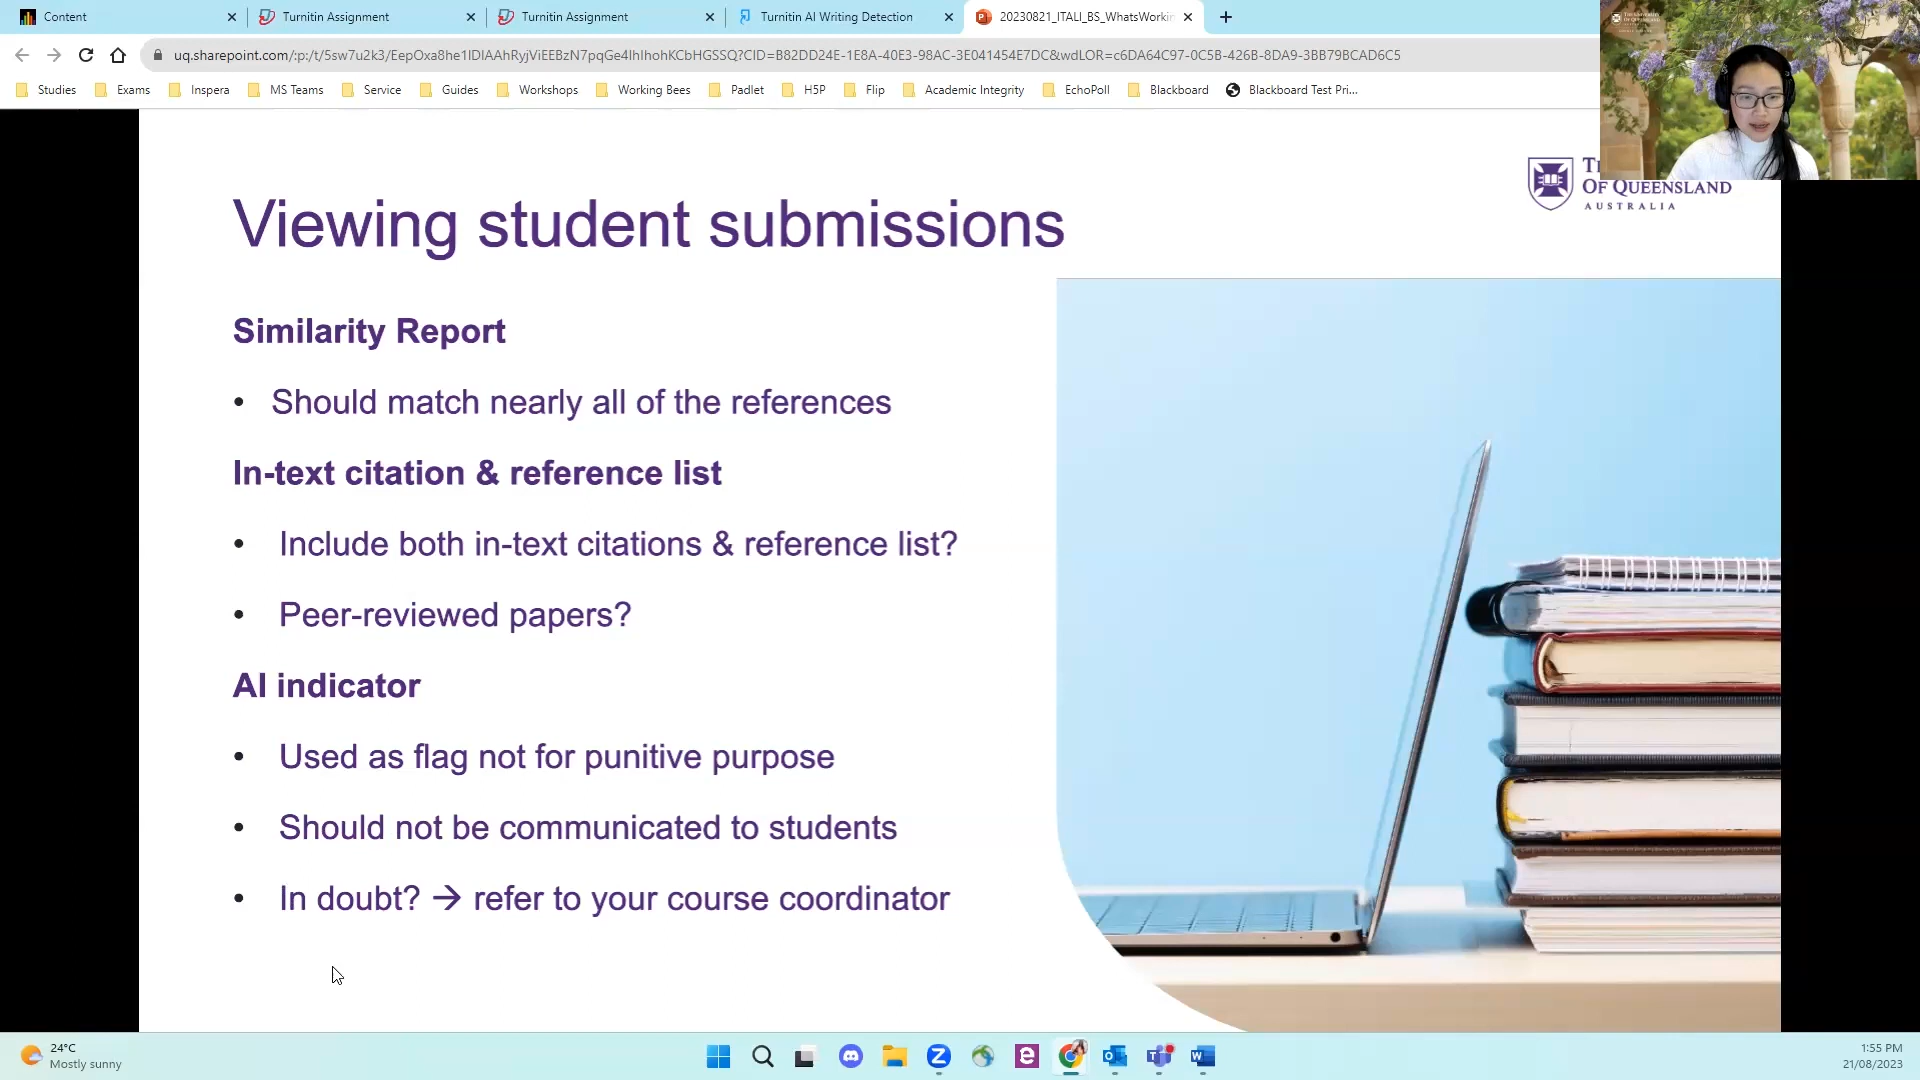 Content
Turnitin Assignment
Turnitin Assignment
Turnitin AI Writing Detection
20230821_ITALI_BS_WhatsWorkin
uq.sharepoint.com/:p:/t/5sw7u2k3/EepOxa8he1lDlAAhRyjViEEBzN7pqGe4lhIhohKCbHGSSQ?CID=B82DD24E-1E8A-40E3-98AC-3E041454E7DC&wdLOR=c6DA64C97-0C5B-426B-8DA9-3BB79BCAD6C5
Studies
Exams
Inspera
MS Teams
Service
Guides
Workshops
Working Bees
Padlet
H5P
Flip
Academic Integrity
EchoPoll
Blackboard
Blackboard Test Pri...
OF QUEENSLAND
AUSTRALIA
Viewing student submissions
Similarity Report
• Should match nearly all of the references
In-text citation & reference list
• Include both in-text citations & reference list?
• Peer-reviewed papers?
AI indicator
• Used as flag not for punitive purpose
• Should not be communicated to students
• In doubt? → refer to your course coordinator
24°C
Mostly sunny
1:55 PM
21/08/2023